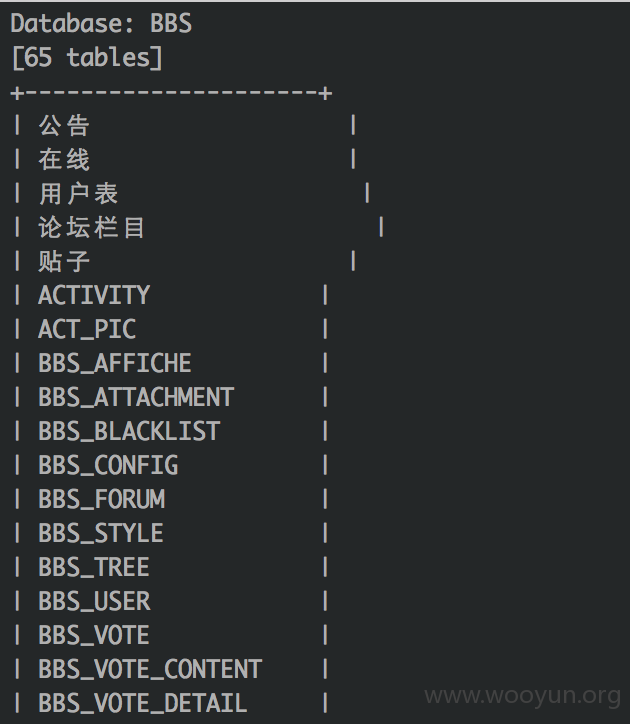 Database: BBS
[65 tables]
+---------------------+
| 公告 |
| 在线 |
| 用户表 |
| 论坛栏目 |
| 贴子 |
| ACTIVITY |
| ACT_PIC |
| BBS_AFFICHE |
| BBS_ATTACHMENT |
| BBS_BLACKLIST |
| BBS_CONFIG |
| BBS_FORUM |
| BBS_STYLE |
| BBS_TREE |
| BBS_USER |
| BBS_VOTE |
| BBS_VOTE_CONTENT |
| BBS_VOTE_DETAIL |
www.wooyun.org